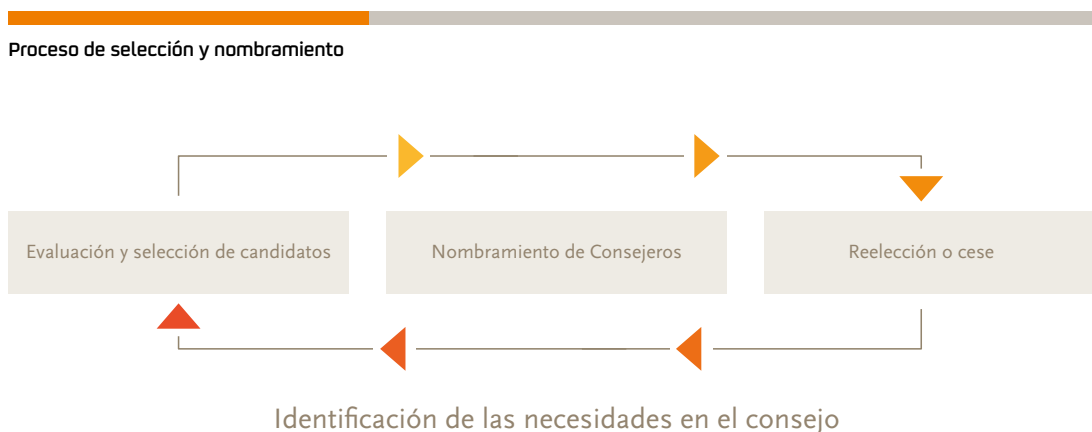 Proceso de selección y nombramiento
Evaluación y selección de candidatos
Nombramiento de Consejeros
Reelección o cese
Identificación de las necesidades en el consejo